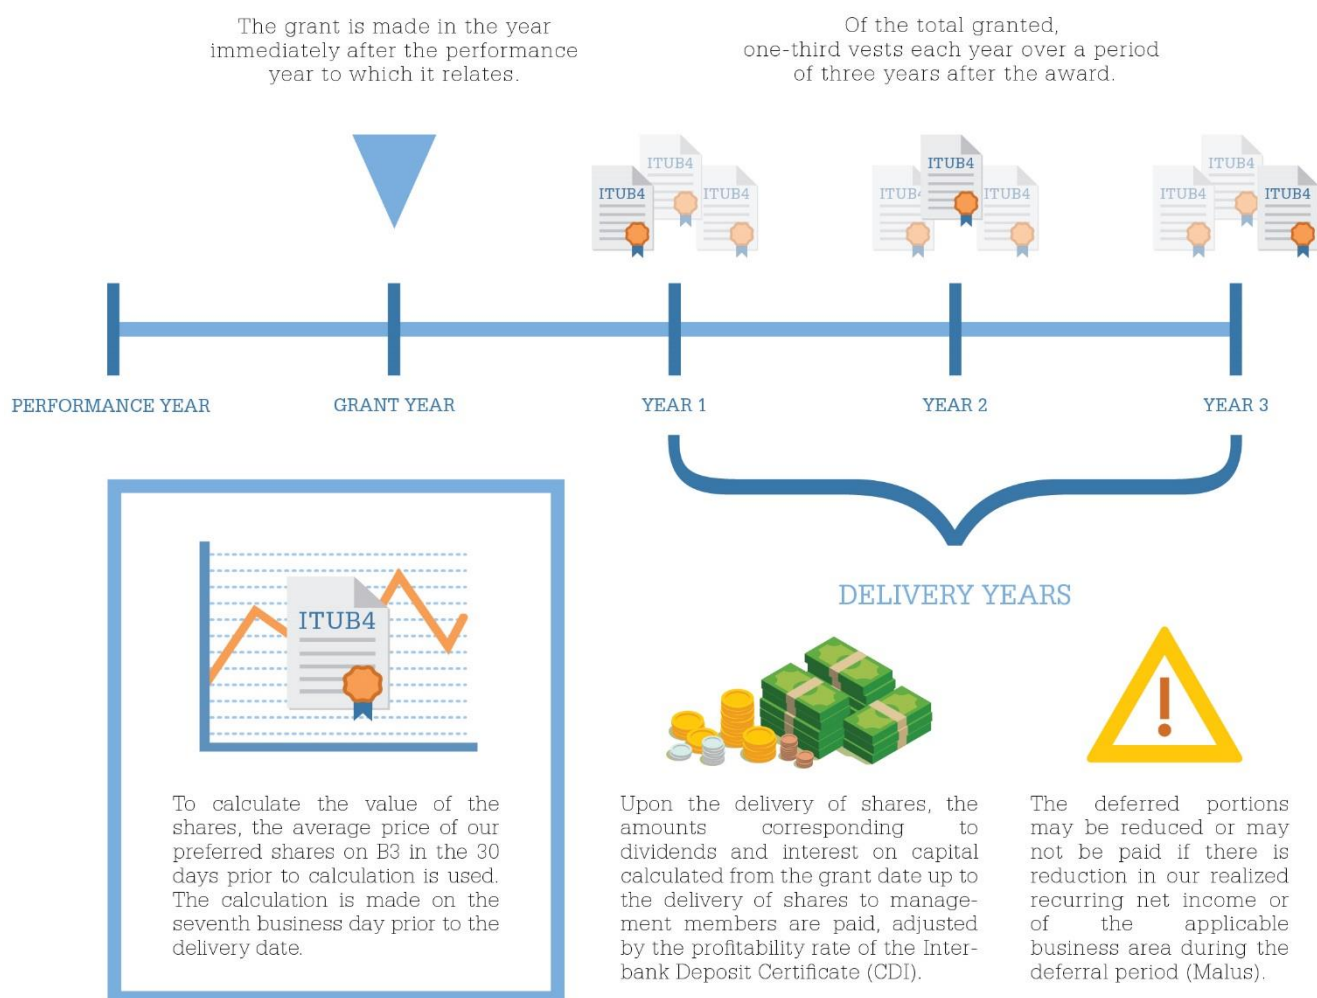 The grant is made in the year
immediately after the performance
year to which it relates.
Of the total granted,
one-third vests each year over a period
of three years after the award.
ITUB4
ITUB4
ITUB4
ITUB4
ITUB4
ITUB4
ITUB4
ITUB4
ITUB4
PERFORMANCE YEAR
GRANT YEAR
YEAR 1
YEAR 2
YEAR 3
ITUB4
To calculate the value of the
shares, the average price of our
preferred shares on B3 in the 30
days prior to calculation is used.
The calculation is made on the
seventh business day prior to the
delivery date.
DELIVERY YEARS
Upon the delivery of shares, the
amounts corresponding to
dividends and interest on capital
calculated from the grant date up to
the delivery of shares to manage-
ment members are paid, adjusted
by the profitability rate of the Inter-
bank Deposit Certificate (CDI).
The deferred portions
may be reduced or may
not be paid if there is
reduction in our realized
recurring net income or
of the applicable
business area during the
deferral period (Malus).